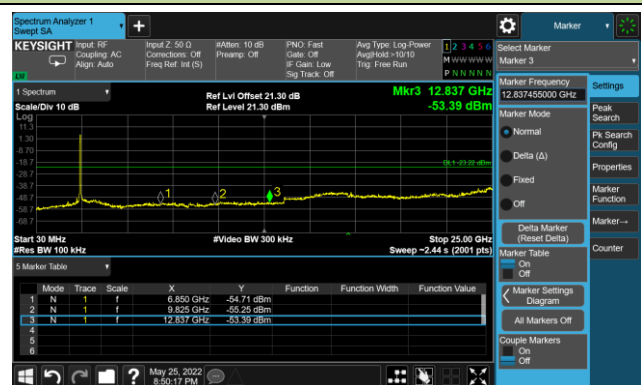 Spectrum Analyzer 1
Swept SA
Marker
KEYSIGHT
Input: RF
Coupling: AC
Align: Auto
Input Z: 50 Ω
Corrections: Off
Freq Ref: Int (S)
#Atten: 10 dB
Preamp: Off
PNO: Fast
Gate: Off
IF Gain: Low
Sig Track: Off
Avg Type: Log-Power
Avg|Hold:>10/10
Trig: Free Run
1 2 3 4 5 6
M W W W W W
P N N N N N
LW
Select Marker
Marker 3
1 Spectrum
Scale/Div 10 dB
Ref Lvl Offset 21.30 dB
Ref Level 21.30 dBm
Mkr3 12.837 GHz
-53.39 dBm
Log
11.3
1.30
-8.70
-18.7
-28.7
-38.7
-48.7
-58.7
-68.7
DL1 -23.22 dBm
1
2
3
Start 30 MHz
#Res BW 100 kHz
#Video BW 300 kHz
Stop 25.00 GHz
Sweep ~2.44 s (2001 pts)
5 Marker Table
Mode Trace Scale X Y Function Function Width Function Value
1 N 1 f 6.850 GHz -54.71 dBm
2 N 1 f 9.825 GHz -55.25 dBm
3 N 1 f 12.837 GHz -53.39 dBm
4
5
6
Marker Frequency
12.837455000 GHz
Marker Mode
Normal
Delta (Δ)
Fixed
Off
Delta Marker
(Reset Delta)
Marker Table
On
Off
Marker Settings
Diagram
All Markers Off
Couple Markers
On
Off
Settings
Peak
Search
Pk Search
Config
Properties
Marker
Function
Marker→
Counter
May 25, 2022
8:50:17 PM